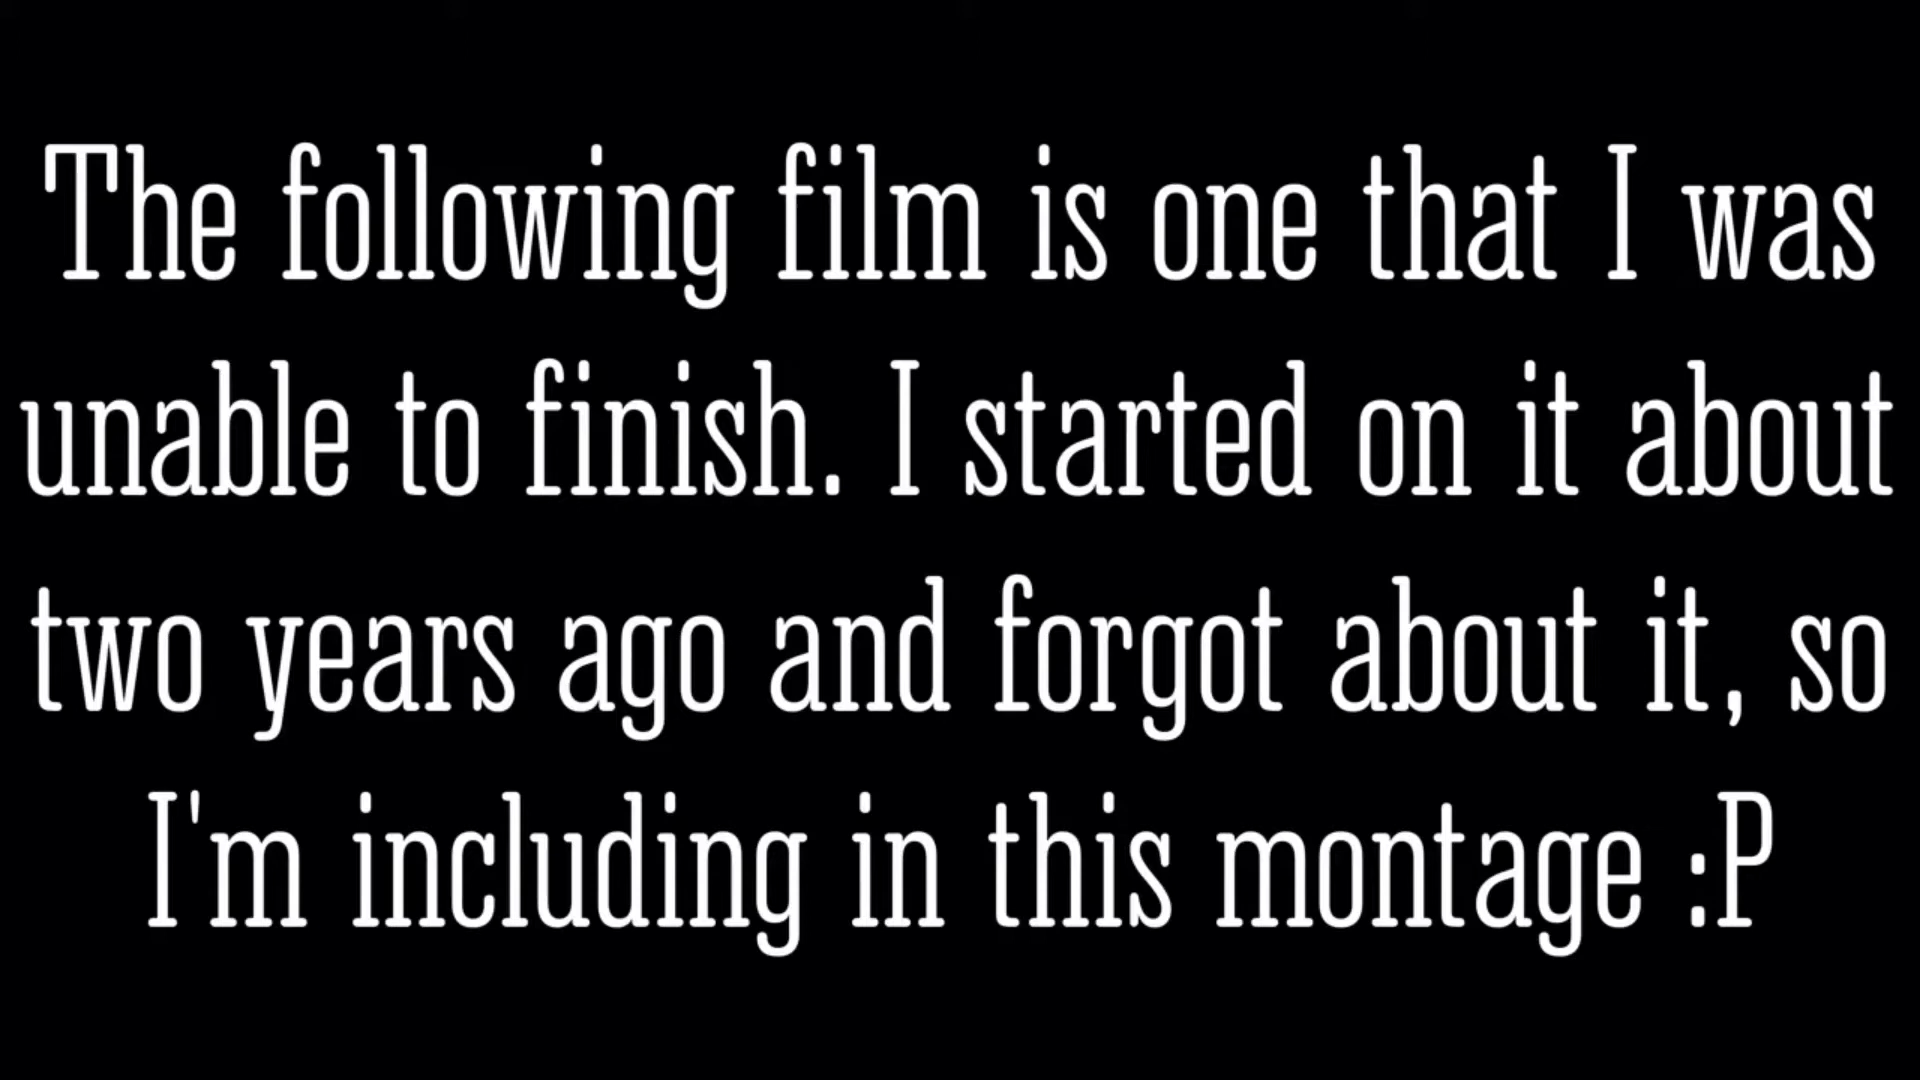 The following film is one that I was
unable to finish. I started on it about
two years ago and forgot about it, so
I'm including in this montage :P